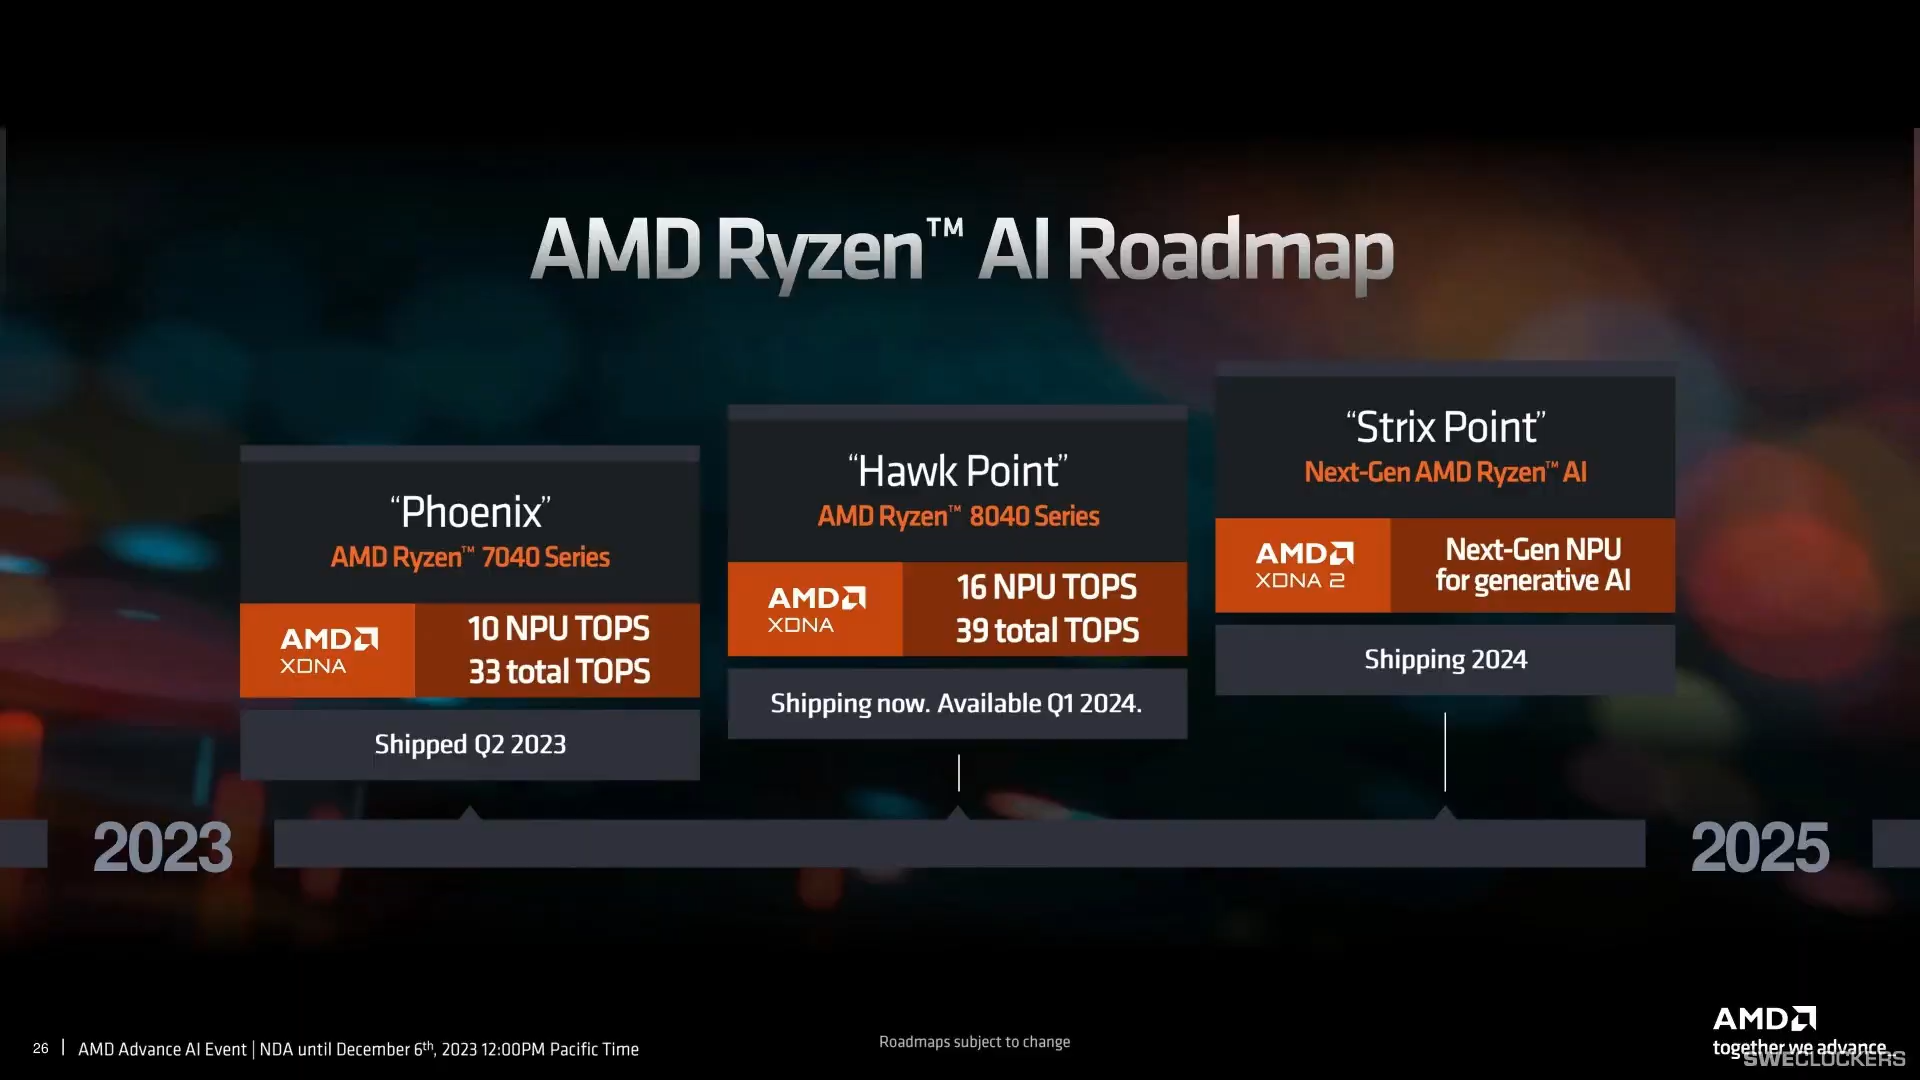 AMD Ryzen™ AI Roadmap
“Phoenix”
AMD Ryzen™ 7040 Series
AMD
XDNA
10 NPU TOPS
33 total TOPS
Shipped Q2 2023
“Hawk Point”
AMD Ryzen™ 8040 Series
AMD
XDNA
16 NPU TOPS
39 total TOPS
Shipping now. Available Q1 2024.
“Strix Point”
Next-Gen AMD Ryzen™ AI
AMD
XDNA 2
Next-Gen NPU
for generative AI
Shipping 2024
2023
2025
26 | AMD Advance AI Event | NDA until December 6th, 2023 12:00PM Pacific Time
Roadmaps subject to change
AMD
together we advance_
SWECLOCKERS